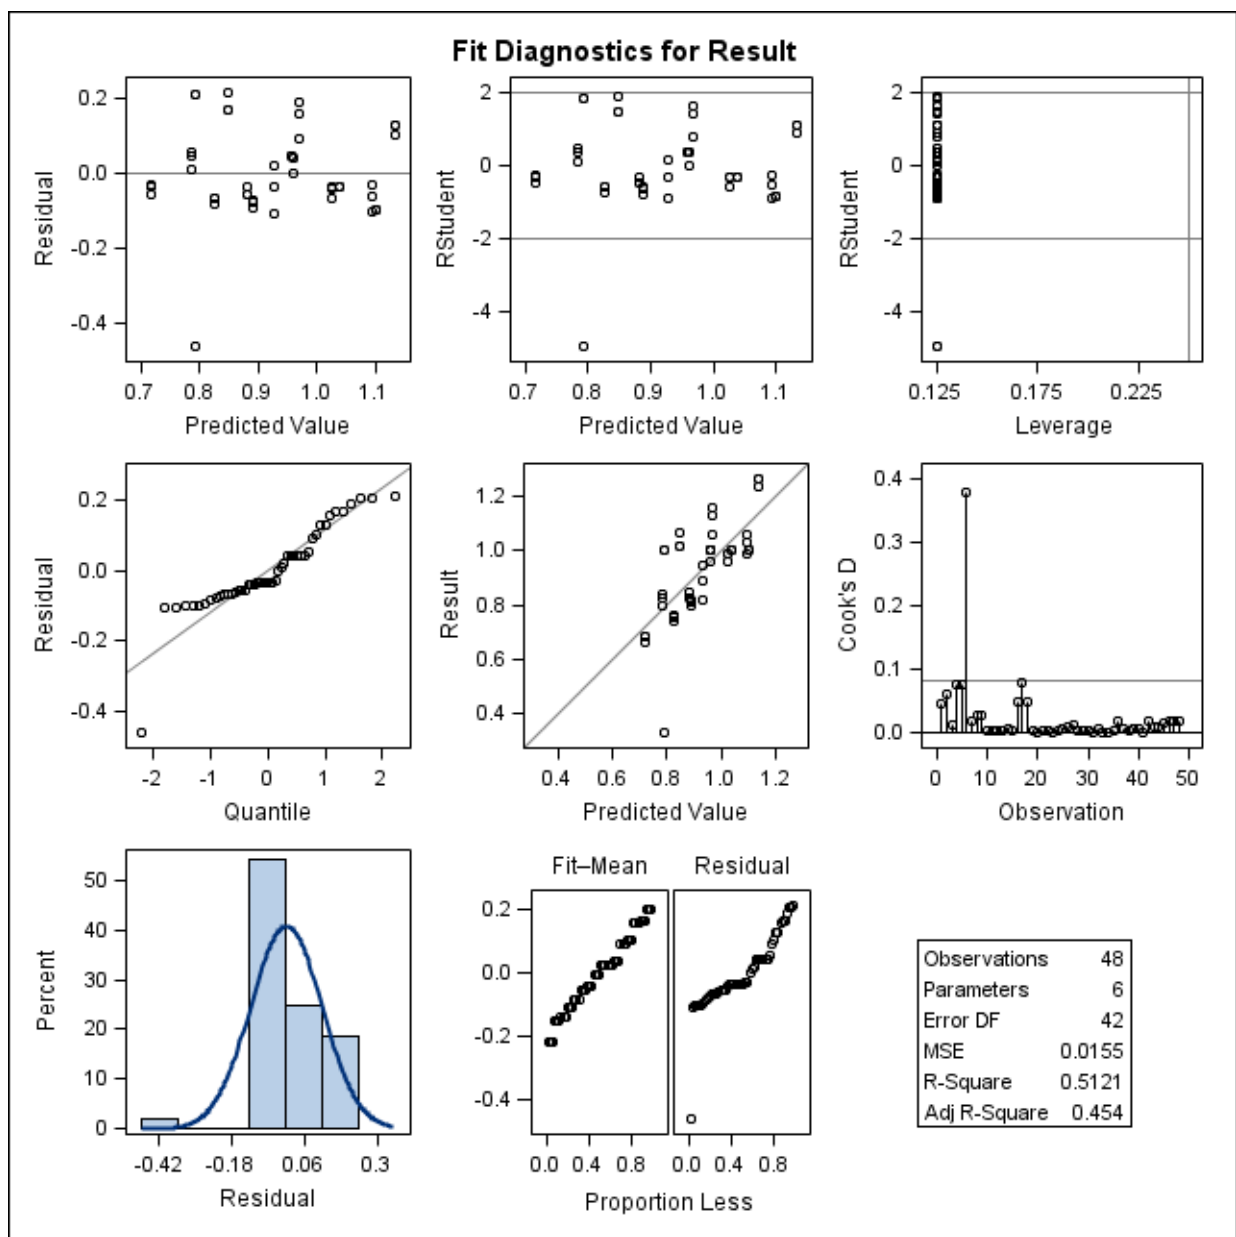 Fit Diagnostics for Result
Residual
0.2
0.0
-0.2
-0.4
0.7 0.8 0.9 1.0 1.1
Predicted Value
RStudent
2
0
-2
-4
0.7 0.8 0.9 1.0 1.1
Predicted Value
RStudent
2
0
-2
-4
0.125 0.175 0.225
Leverage
Residual
0.2
0.0
-0.2
-0.4
-2 -1 0 1 2
Quantile
Result
1.2
1.0
0.8
0.6
0.4
0.4 0.6 0.8 1.0 1.2
Predicted Value
Cook's D
0.4
0.3
0.2
0.1
0.0
0 10 20 30 40 50
Observation
Percent
50
40
30
20
10
0
-0.42 -0.18 0.06 0.3
Residual
Fit–Mean Residual
0.2
0.0
-0.2
-0.4
0.0 0.4 0.8 0.0 0.4 0.8
Proportion Less
Observations 48
Parameters 6
Error DF 42
MSE 0.0155
R-Square 0.5121
Adj R-Square 0.454